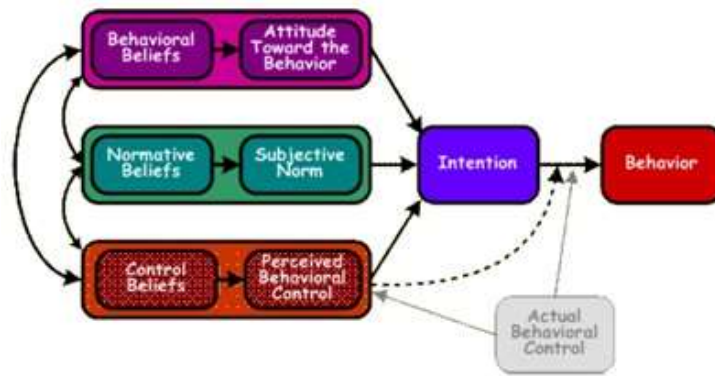 Behavioral
Beliefs
Attitude
Toward the
Behavior
Normative
Beliefs
Subjective
Norm
Intention
Behavior
Control
Beliefs
Perceived
Behavioral
Control
Actual
Behavioral
Control